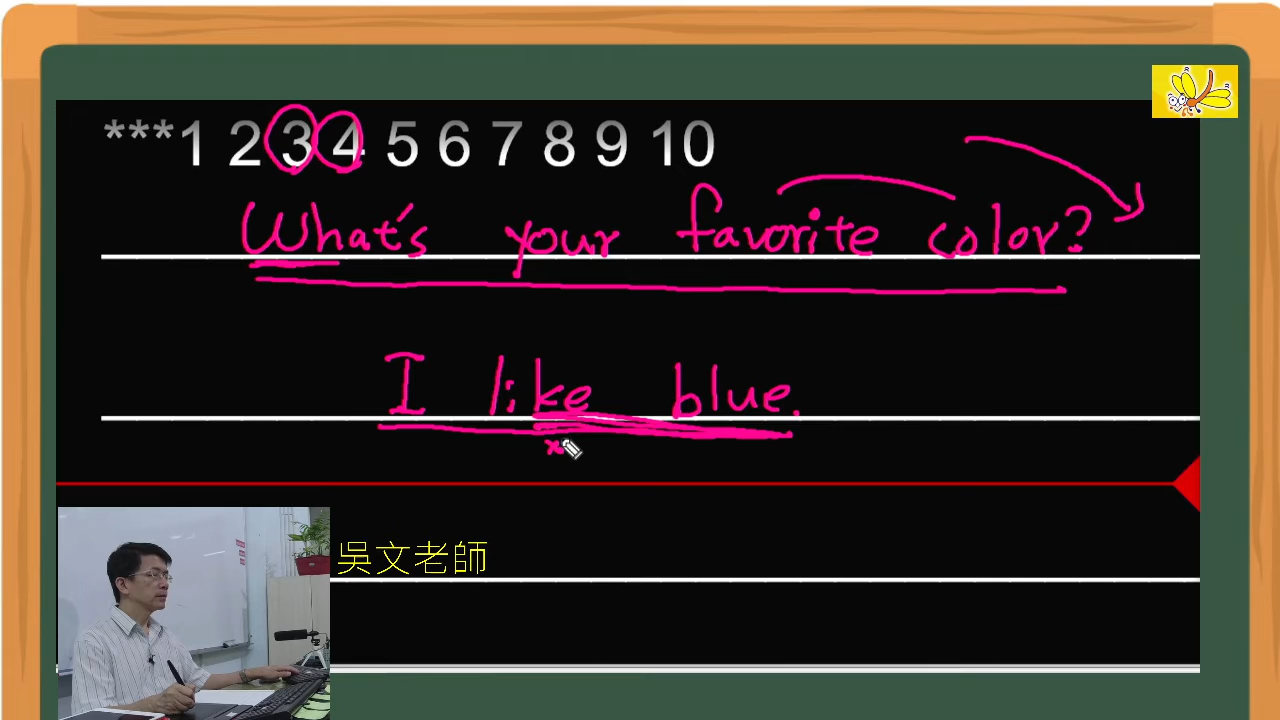 ***1 2 3 4 5 6 7 8 9 10
What's your favorite color?
I like blue.
x
吳文老師